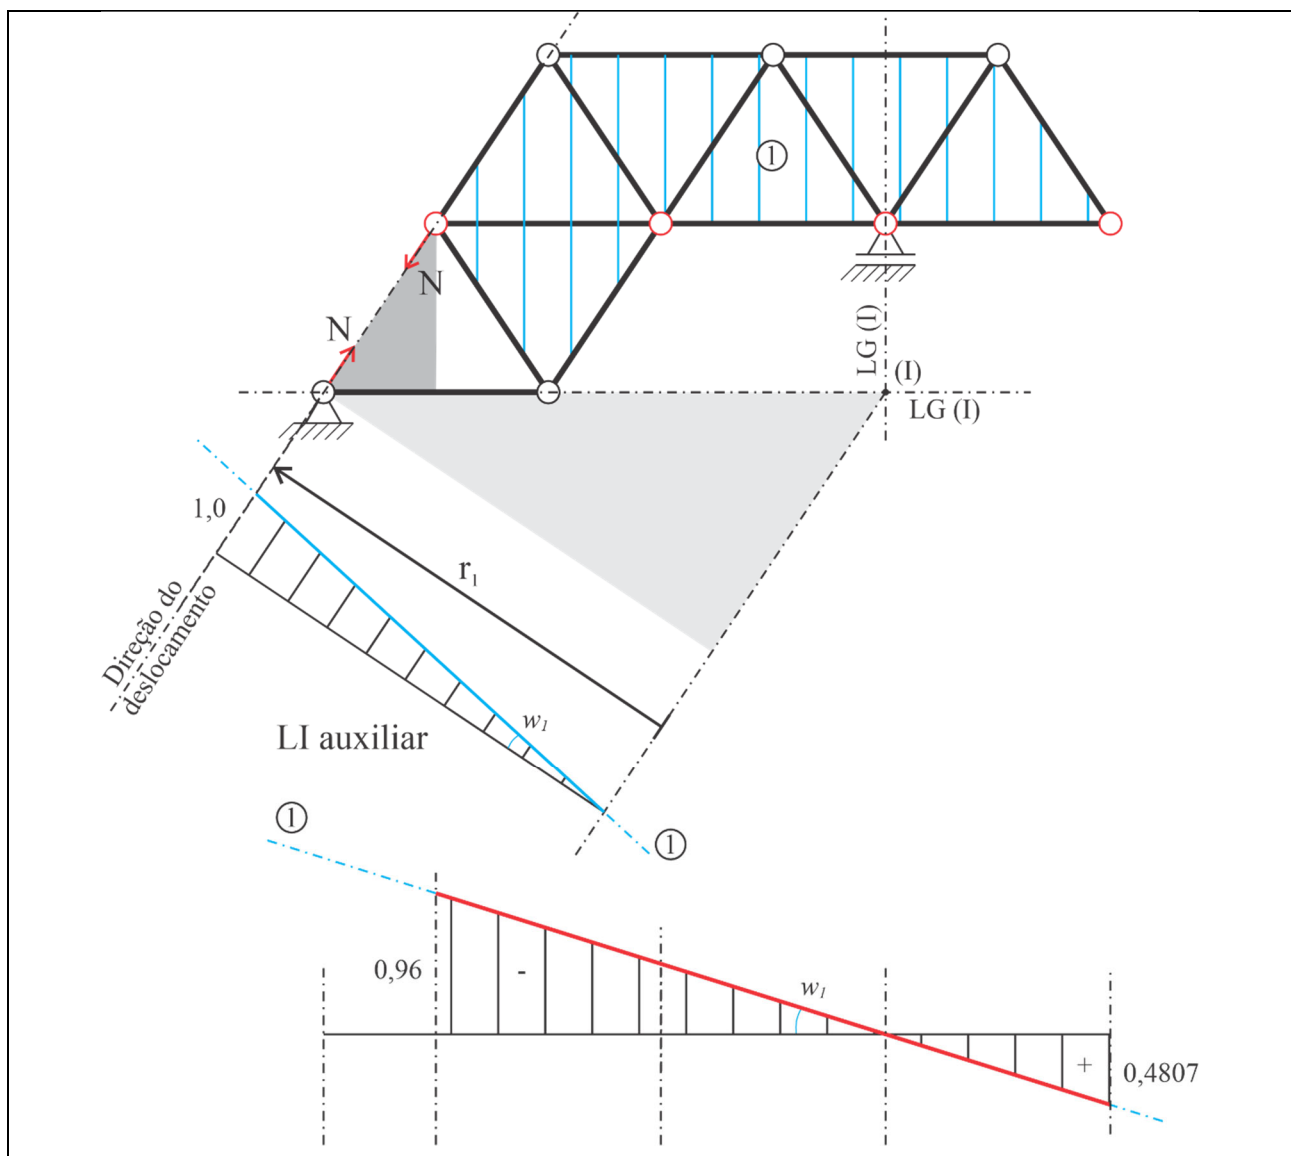 1
N
N
LG (I)
(I)
LG (I)
1,0
r1
Direção do
deslocamento
w1
LI auxiliar
1
1
0,96
-
w1
+
0,4807